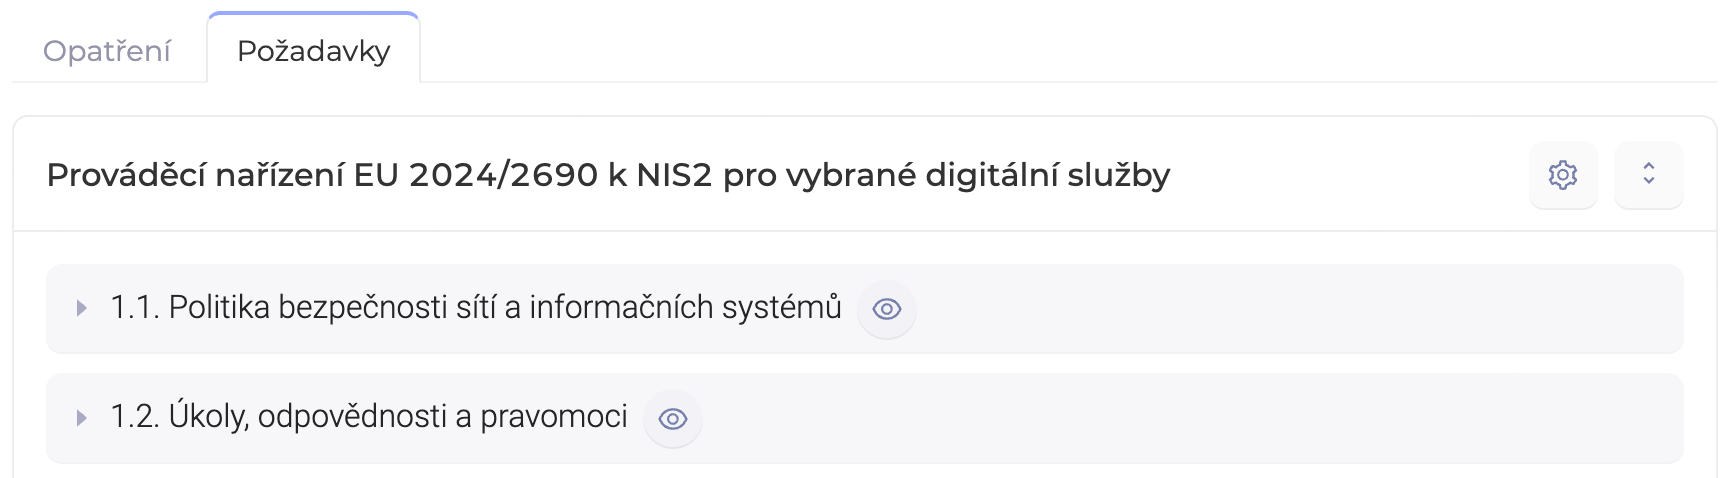 Opatření
Požadavky
Prováděcí nařízení EU 2024/2690 k NIS2 pro vybrané digitální služby
1.1. Politika bezpečnosti sítí a informačních systémů
1.2. Úkoly, odpovědnosti a pravomoci